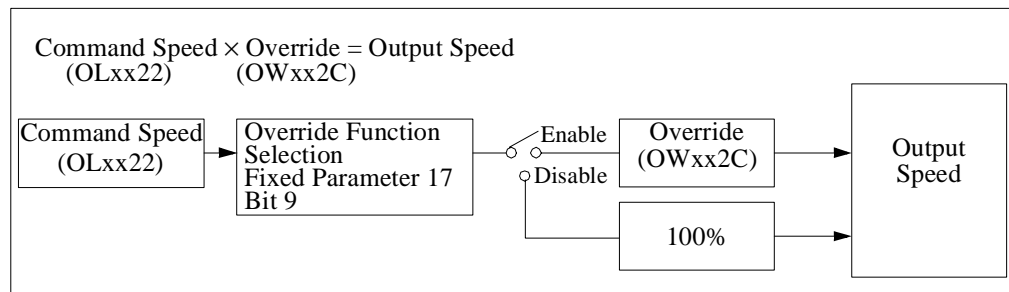 Command Speed × Override = Output Speed
(OLxx22) (OWxx2C)
Command Speed
(OLxx22)
Override Function
Selection
Fixed Parameter 17
Bit 9
Enable
Disable
Override
(OWxx2C)
100%
Output
Speed